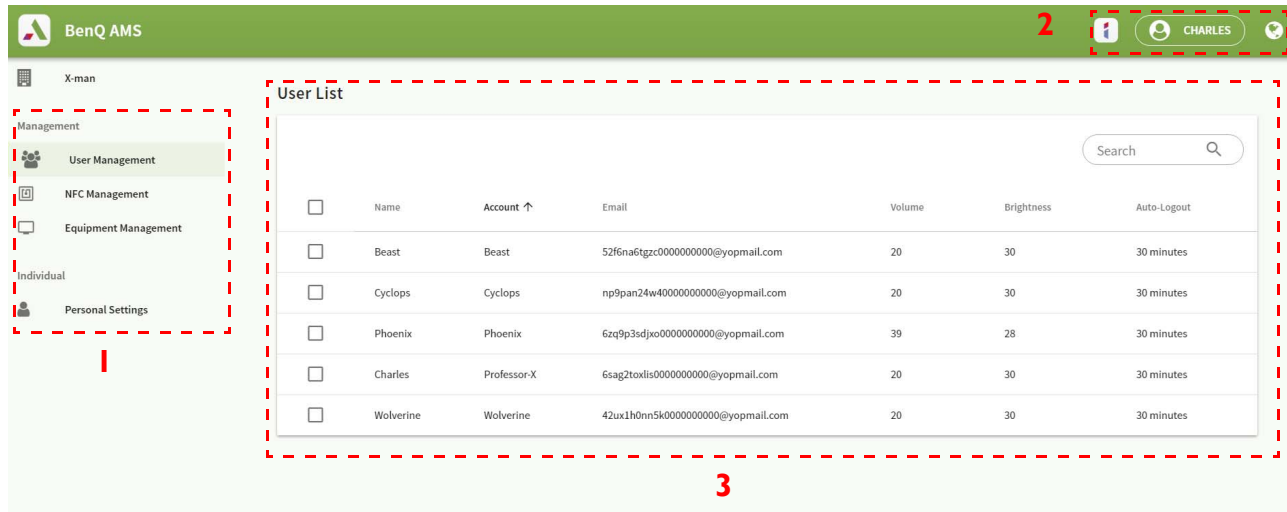 BenQ AMS
2
CHARLES
X-man
User List
Management
Search
User Management
NFC Management
Name Account ↑ Email Volume Brightness Auto-Logout
Equipment Management
Beast Beast 52f6na6tgzc0000000000@yopmail.com 20 30 30 minutes
Individual
Cyclops Cyclops np9pan24w40000000000@yopmail.com 20 30 30 minutes
Personal Settings
Phoenix Phoenix 6zq9p3sdjxo0000000000@yopmail.com 39 28 30 minutes
1
Charles Professor-X 6sag2toxlis0000000000@yopmail.com 20 30 30 minutes
Wolverine Wolverine 42ux1h0nn5k0000000000@yopmail.com 20 30 30 minutes
3